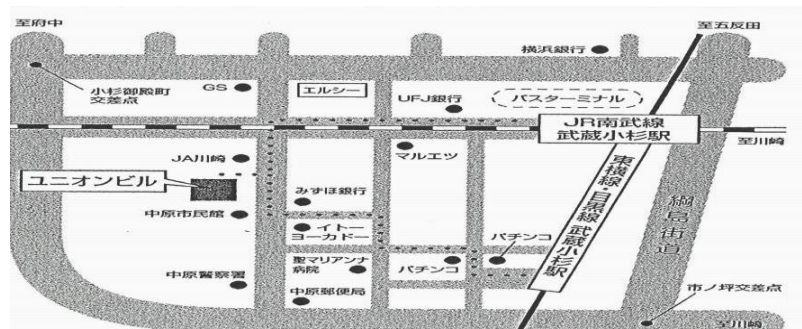 至府中
至五反田
横浜銀行
小杉御殿町
交差点
GS
エルシー
UFJ銀行
バスターミナル
JR南武線
武蔵小杉駅
至川崎
JA川崎
マルエツ
ユニオンビル
みずほ銀行
東横線・目黒線 武蔵小杉駅
綱島街道
中原市民館
イトー
ヨーカドー
パチンコ
聖マリアンナ
病院
パチンコ
中原警察署
中原郵便局
市ノ坪交差点
至川崎